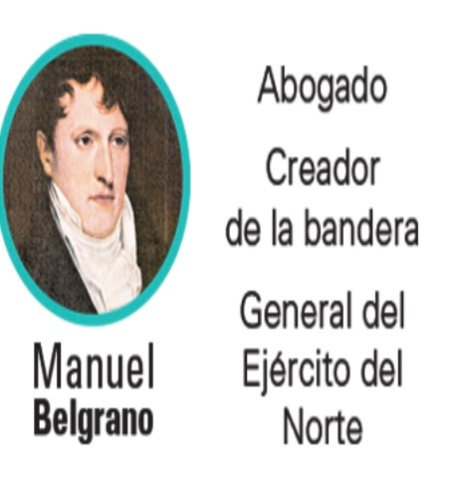 Manuel
Belgrano
Abogado
Creador
de la bandera
General del
Ejército del
Norte